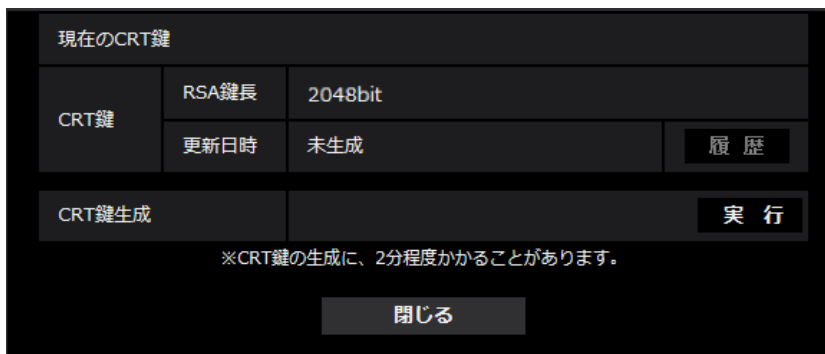 現在のCRT鍵
CRT鍵
RSA鍵長
2048bit
更新日時
未生成
履 歴
CRT鍵生成
実 行
※CRT鍵の生成に、2分程度かかることがあります。
閉じる